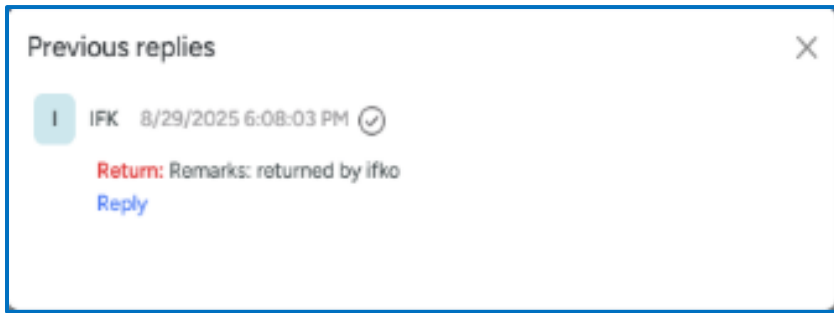 Previous replies
I IFK 8/29/2025 6:08:03 PM
Return: Remarks: returned by ifko
Reply